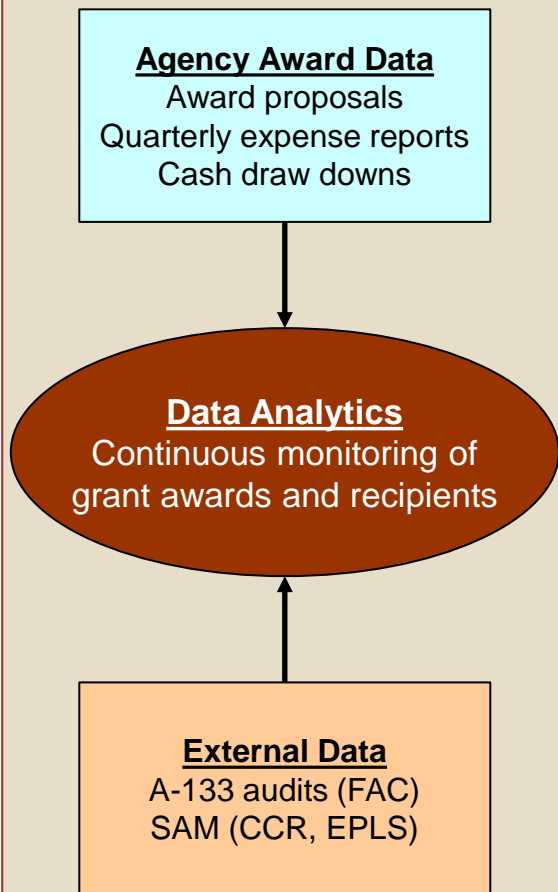 Agency Award Data
Award proposals
Quarterly expense reports
Cash draw downs
Data Analytics
Continuous monitoring of
grant awards and recipients
External Data
A-133 audits (FAC)
SAM (CCR, EPLS)